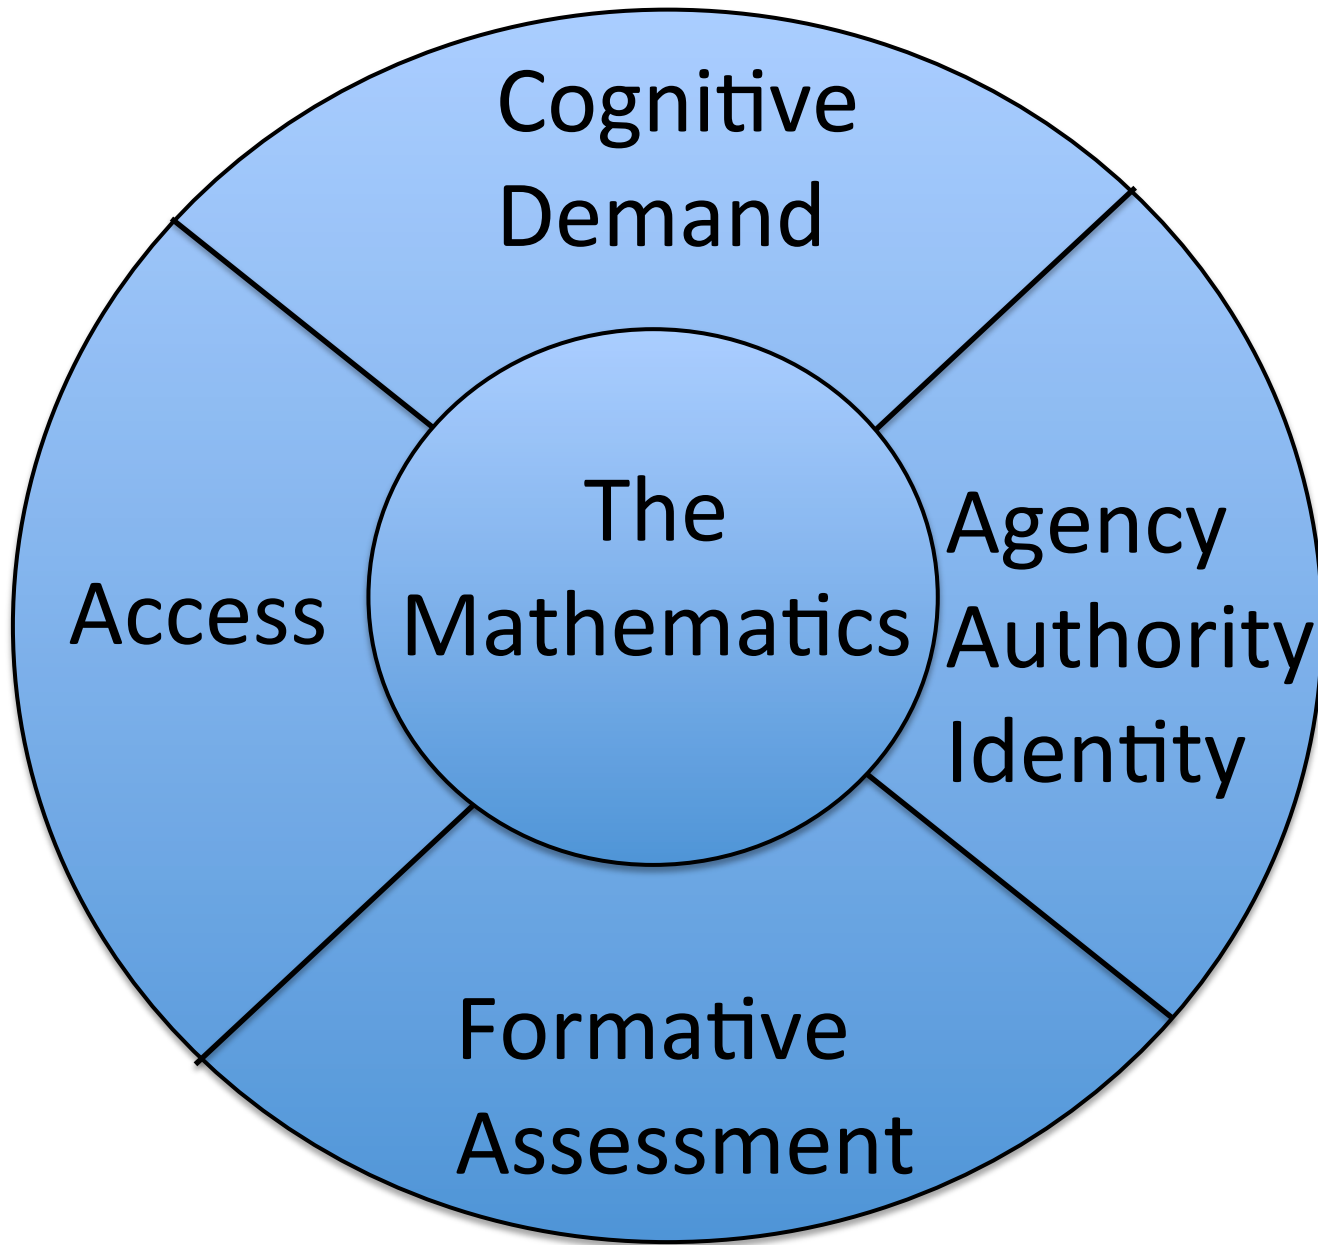 Cognitive
Demand
The
Mathematics
Agency
Authority
Identity
Access
Formative
Assessment